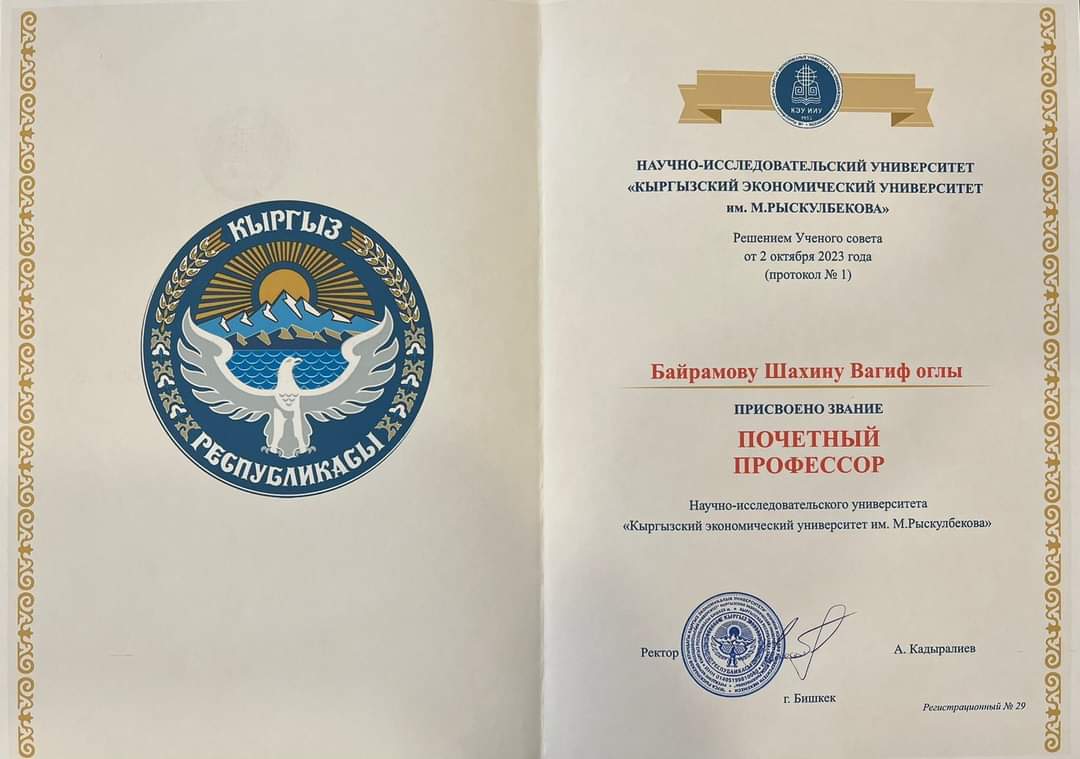 КЫРГЫЗ
РЕСПУБЛИКАСЫ
КЭУ ИИУ
1953
НАУЧНО-ИССЛЕДОВАТЕЛЬСКИЙ УНИВЕРСИТЕТ
«КЫРГЫЗСКИЙ ЭКОНОМИЧЕСКИЙ УНИВЕРСИТЕТ
им. М.РЫСКУЛБЕКОВА»
Решением Ученого совета
от 2 октября 2023 года
(протокол № 1)
Байрамову Шахину Вагиф оглы
ПРИСВОЕНО ЗВАНИЕ
ПОЧЕТНЫЙ
ПРОФЕССОР
Научно-исследовательского университета
«Кыргызский экономический университет им. М.Рыскулбекова»
Ректор
А. Кадыралиев
г. Бишкек
Регистрационный № 29